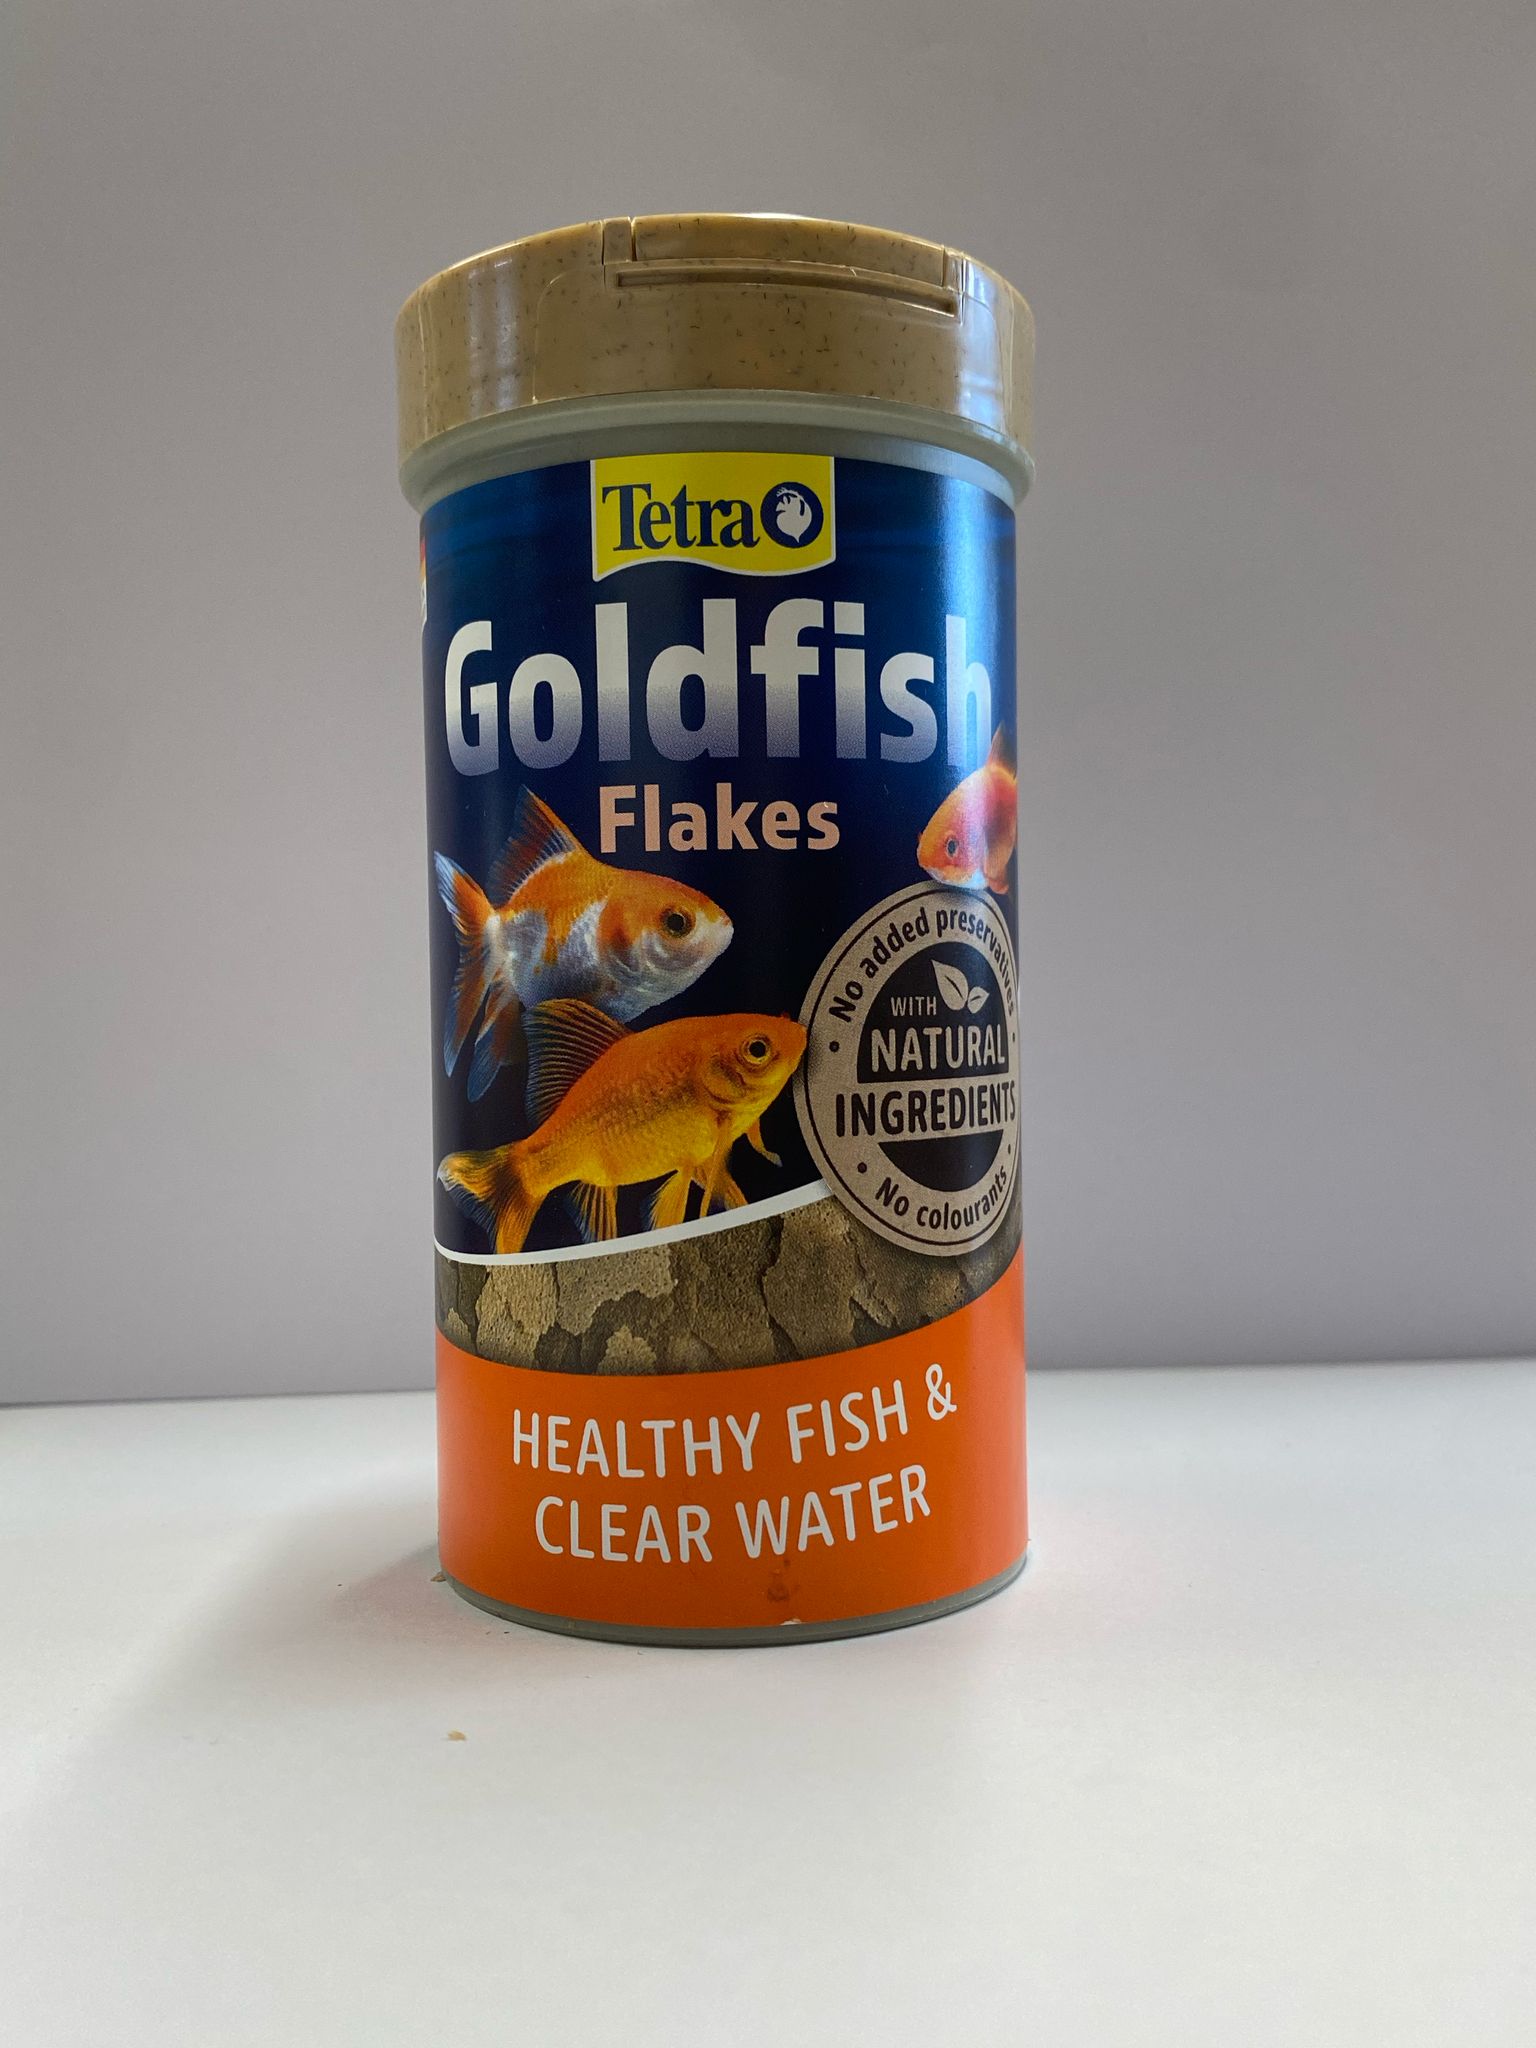 Tetra
Goldfish
Flakes
No added preservatives
WITH
NATURAL
INGREDIENTS
No colourants
HEALTHY FISH &
CLEAR WATER